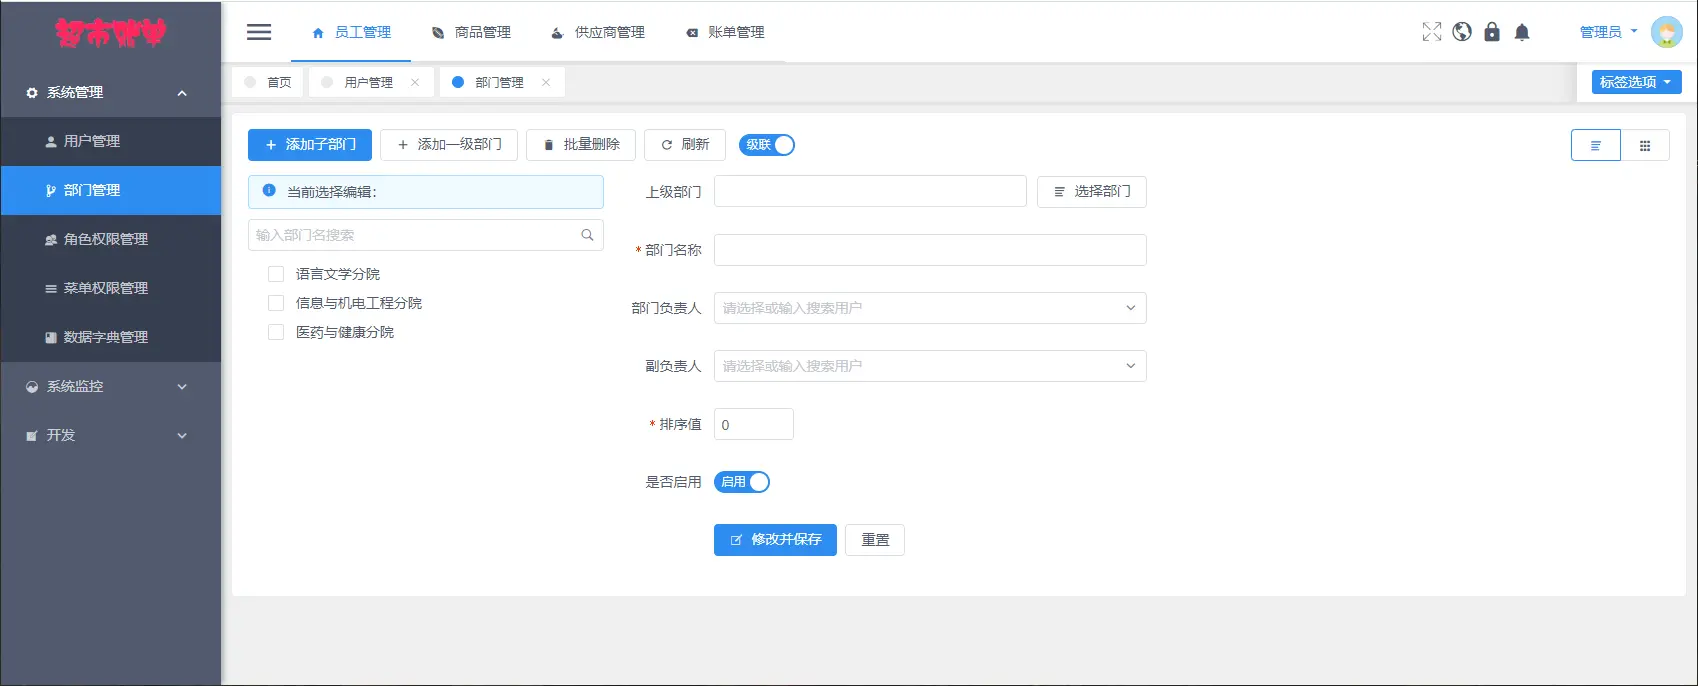 超市账单
员工管理
商品管理
供应商管理
账单管理
管理员
首页
用户管理
部门管理
标签选项
系统管理
用户管理
部门管理
角色权限管理
菜单权限管理
数据字典管理
系统监控
开发
添加子部门
添加一级部门
批量删除
刷新
级联
当前选择编辑：
输入部门名搜索
语言文学分院
信息与机电工程分院
医药与健康分院
上级部门
选择部门
* 部门名称
部门负责人 请选择或输入搜索用户
副负责人 请选择或输入搜索用户
* 排序值 0
是否启用 启用
修改并保存
重置